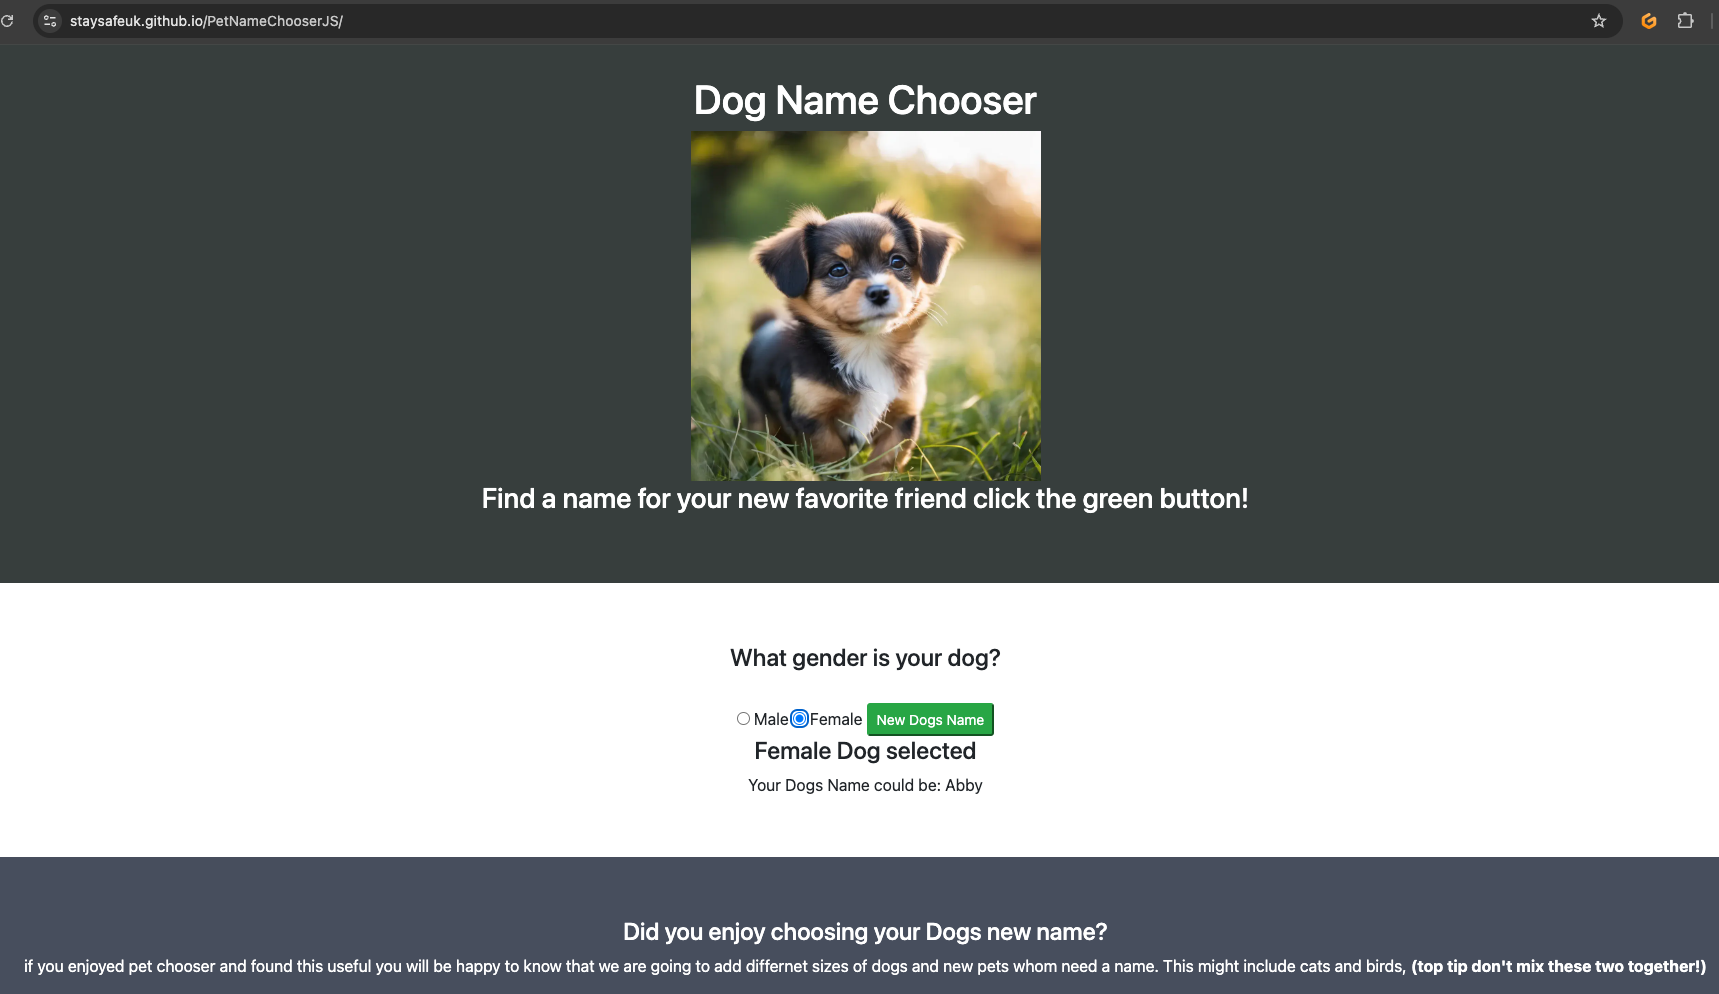 staysafeuk.github.io/PetNameChooserJS/
Dog Name Chooser
Find a name for your new favorite friend click the green button!
What gender is your dog?
Male Female New Dogs Name
Female Dog selected
Your Dogs Name could be: Abby
Did you enjoy choosing your Dogs new name?
if you enjoyed pet chooser and found this useful you will be happy to know that we are going to add differnet sizes of dogs and new pets whom need a name. This might include cats and birds, (top tip don't mix these two together!)